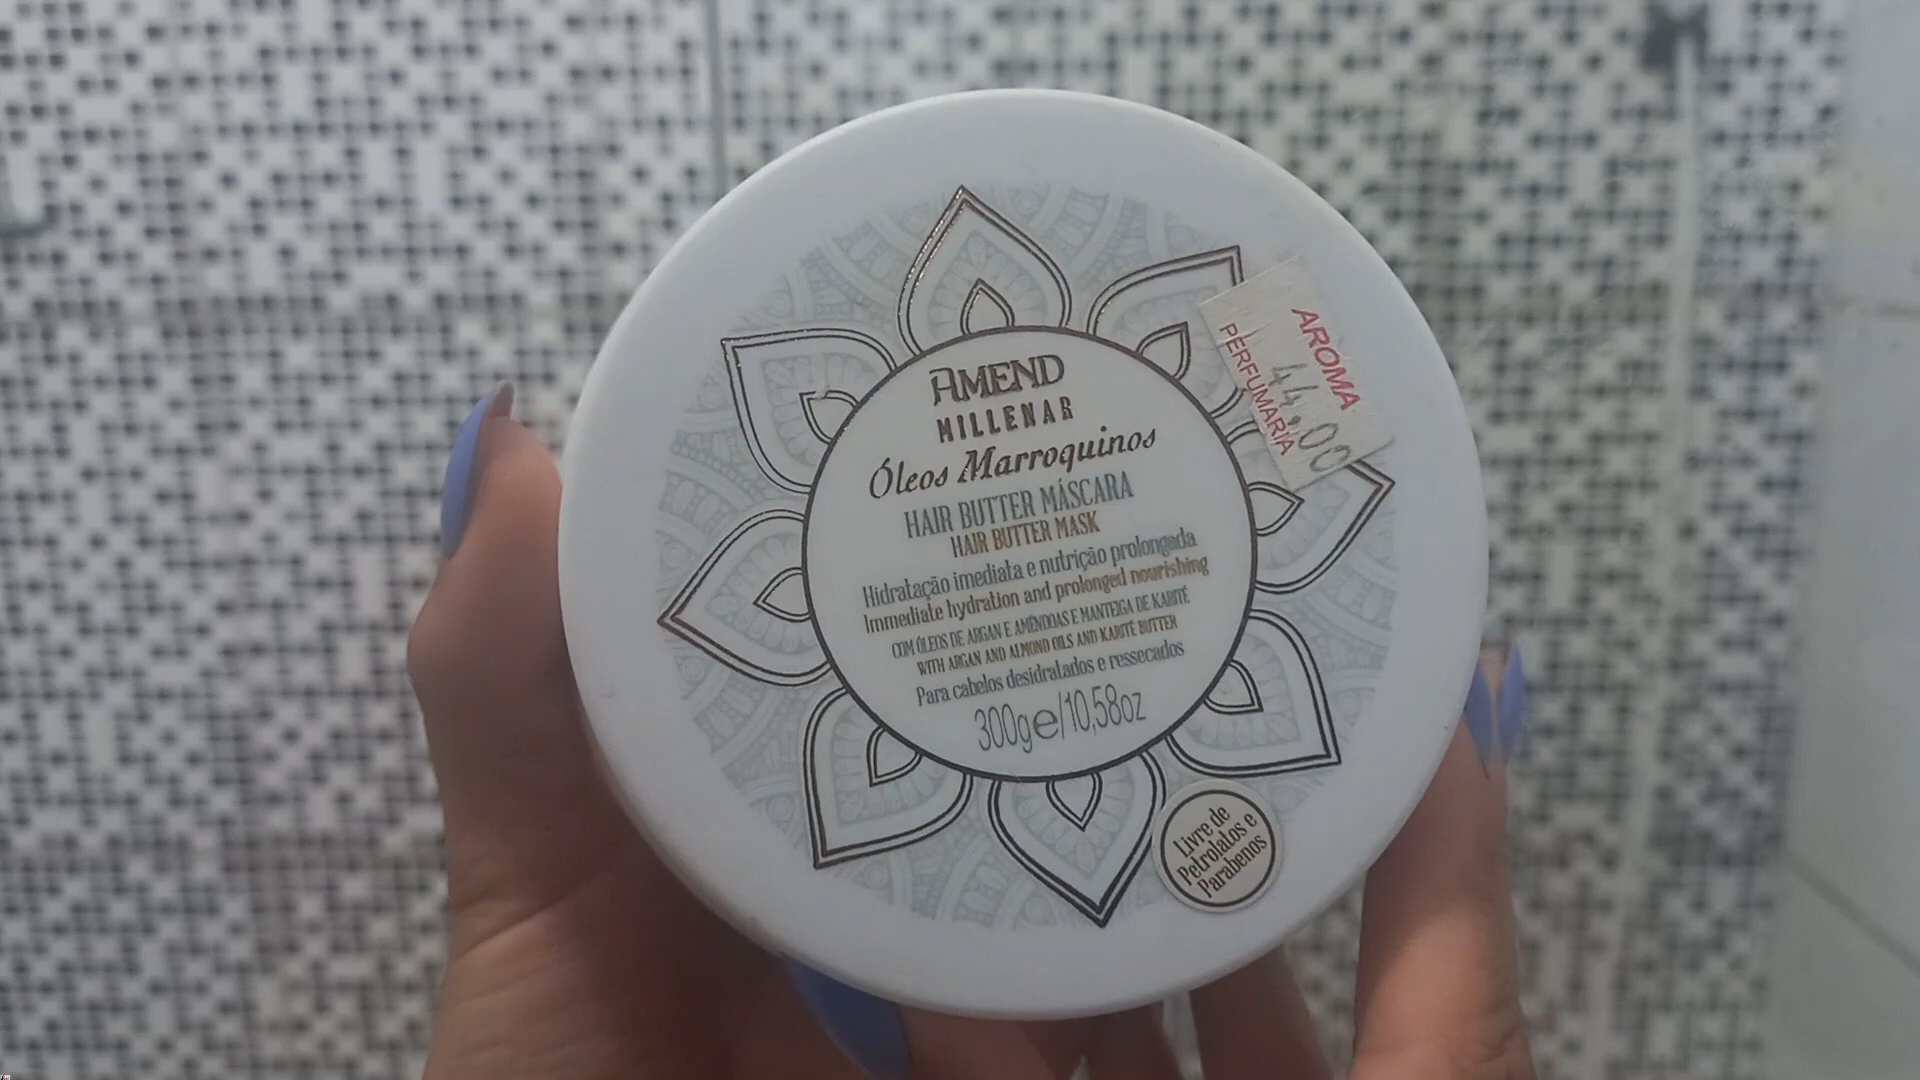 AMEND
MILLENAR
Óleos Marroquinos
HAIR BUTTER MÁSCARA
HAIR BUTTER MASK
Hidratação imediata e nutrição prolongada
Immediate hydration and prolonged nourishing
COM ÓLEOS DE ARGAN E AMÊNDOAS E MANTEIGA DE KARITÉ
WITH ARGAN AND ALMOND OILS AND KARITÉ BUTTER
Para cabelos desidratados e ressecados
300g e/10,58oz
AROMA
44.00
PERFUMARIA
Livre de
Petrolatos e
Parabenos